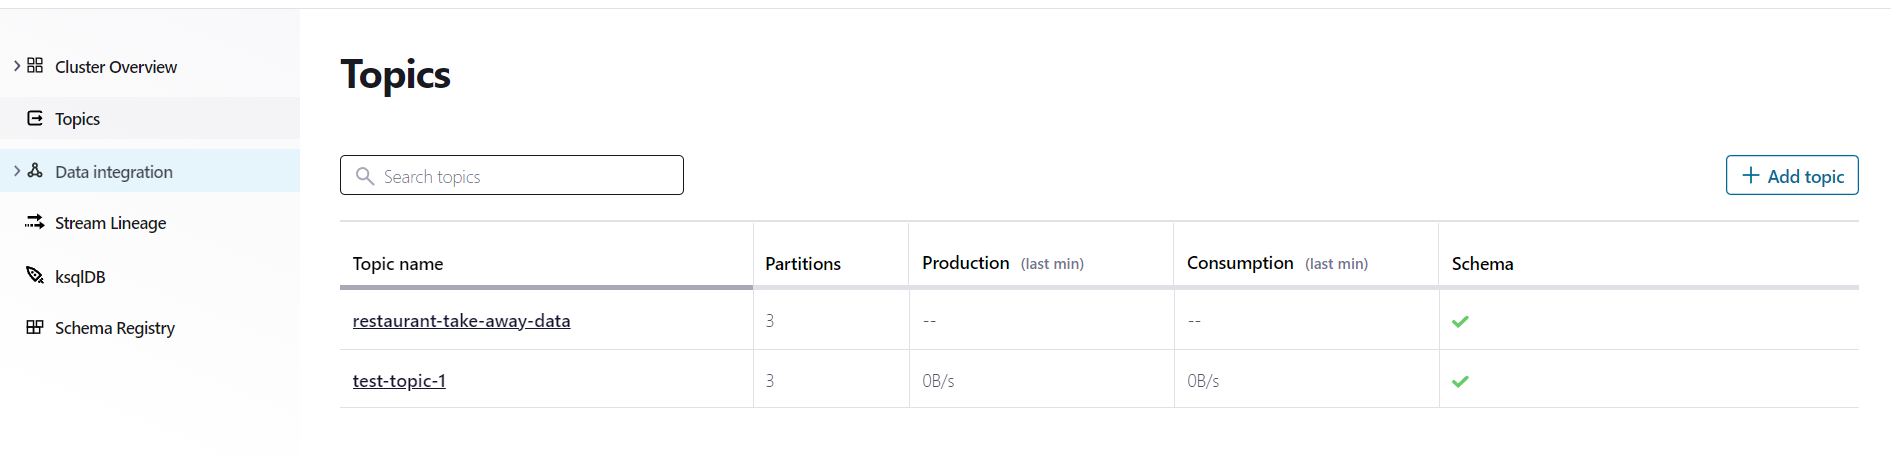 Cluster Overview
Topics
Data integration
Stream Lineage
ksqlDB
Schema Registry
Topics
Search topics
Add topic
Topic name Partitions Production (last min) Consumption (last min) Schema
restaurant-take-away-data 3 -- --
test-topic-1 3 0B/s 0B/s